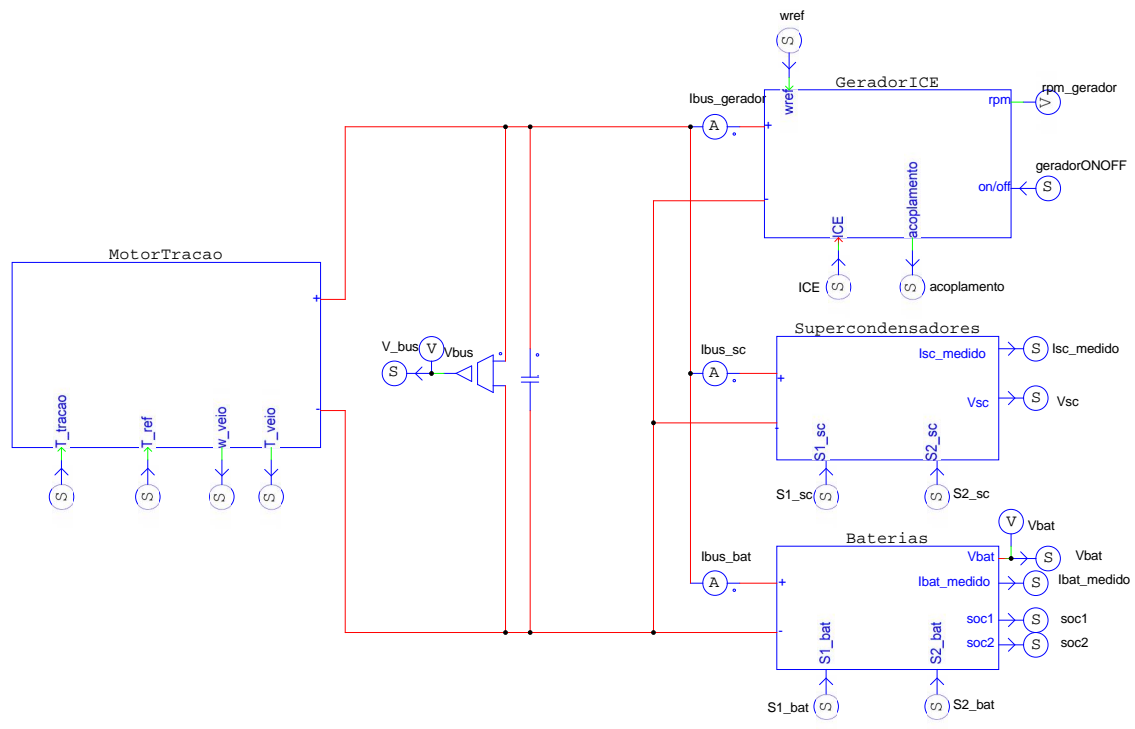 wref
S
GeradorICE
wref
rpm
rpm_gerador
V
Ibus_gerador
A
+
-
acoplamento
on/off
geradorONOFF
S
ICE
ICE
S
S
acoplamento
MotorTracao
+
-
T_tracao
T_ref
w_veio
T_veio
S
S
S
S
V_bus
V
Vbus
S
Supercondensadores
Ibus_sc
A
+
-
Isc_medido
S
Isc_medido
Vsc
S
Vsc
S1_sc
S2_sc
S1_sc
S
S
S2_sc
Baterias
V
Vbat
Ibus_bat
A
+
-
Vbat
S
Vbat
Ibat_medido
S
Ibat_medido
soc1
S
soc1
soc2
S
soc2
S1_bat
S2_bat
S1_bat
S
S
S2_bat